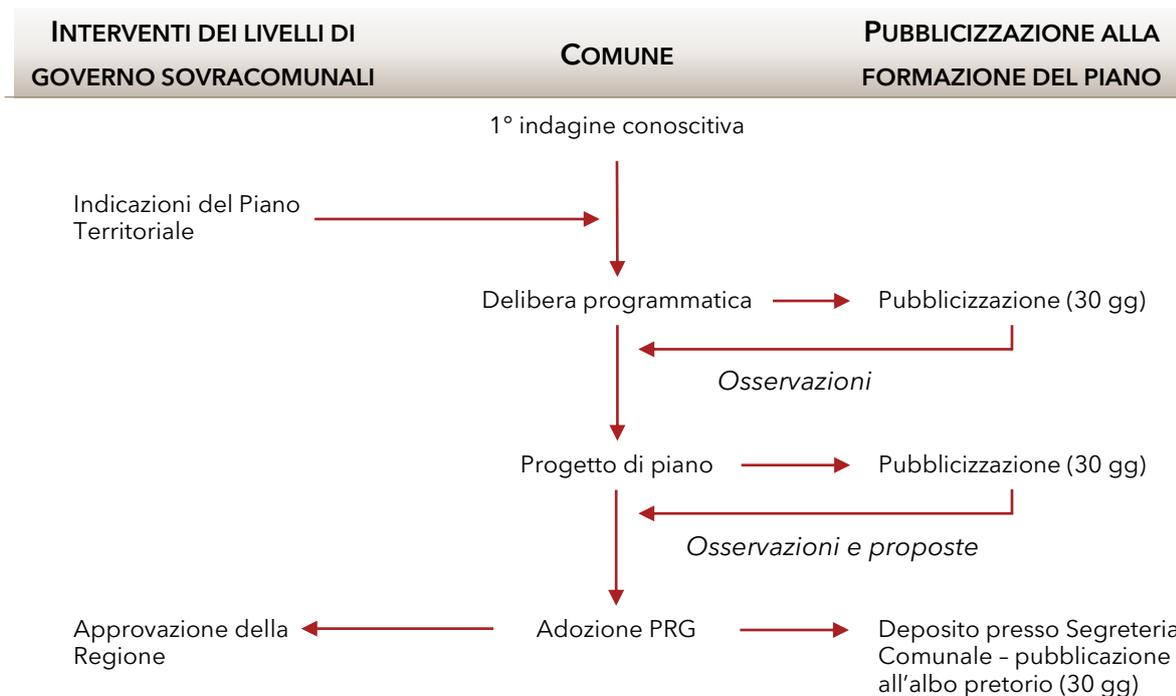 INTERVENTI DEI LIVELLI DI
GOVERNO SOVRACOMUNALI
COMUNE
PUBBLICIZZAZIONE ALLA
FORMAZIONE DEL PIANO
1° indagine conoscitiva
Indicazioni del Piano
Territoriale
Delibera programmatica
Pubblicizzazione (30 gg)
Osservazioni
Progetto di piano
Pubblicizzazione (30 gg)
Osservazioni e proposte
Approvazione della
Regione
Adozione PRG
Deposito presso Segreteria
Comunale – pubblicazione
all'albo pretorio (30 gg)